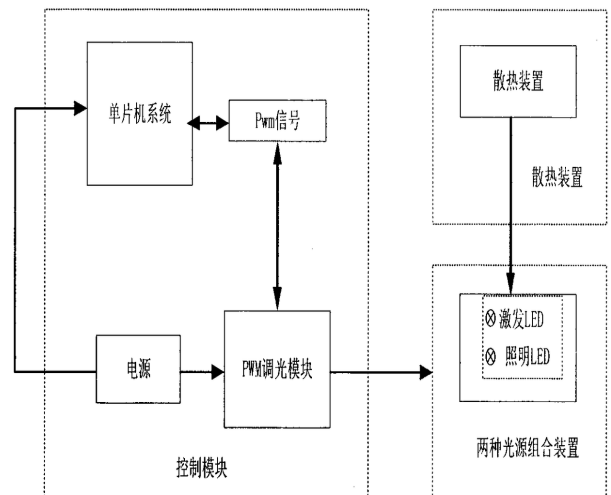 单片机系统
Pwm信号
散热装置
散热装置
激发LED
照明LED
电源
PWM调光模块
控制模块
两种光源组合装置